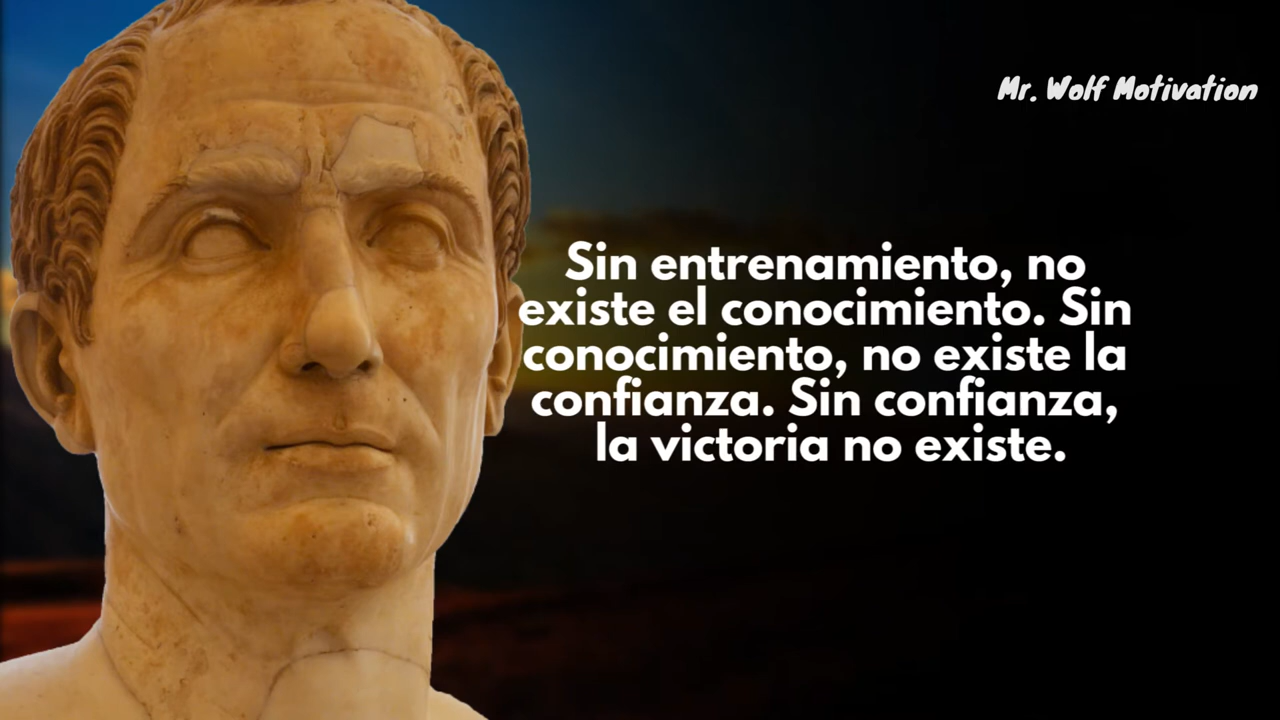 Mr. Wolf Motivation
Sin entrenamiento, no
existe el conocimiento. Sin
conocimiento, no existe la
confianza. Sin confianza,
la victoria no existe.